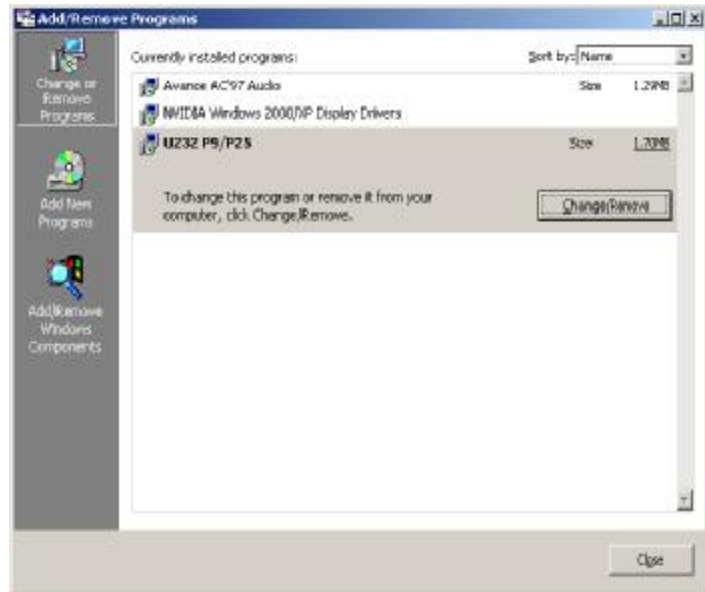 Add/Remove Programs
Change or
Remove
Programs
Add New
Programs
Add/Remove
Windows
Components
Currently installed programs:
Sort by: Name
Avance AC'97 Audio Size 1.29MB
NVIDIA Windows 2000/XP Display Drivers
U232 P9/P25 Size 1.70MB
To change this program or remove it from your
computer, click Change/Remove.
Change/Remove
Close